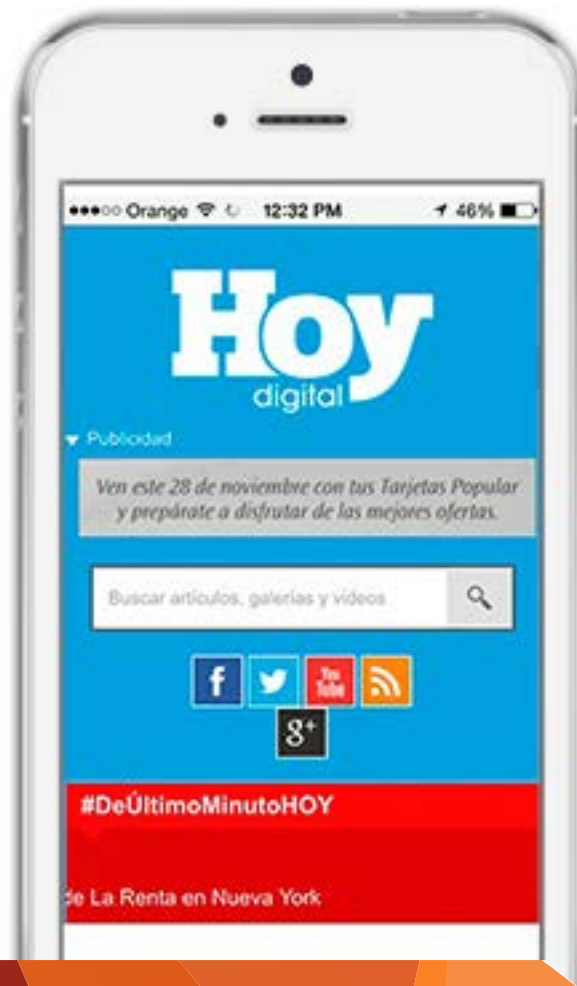 Orange 12:32 PM 46%
Hoy
digital
Publicidad
Ven este 28 de noviembre con tus Tarjetas Popular
y prepárate a disfrutar de las mejores ofertas.
Buscar artículos, galerías y videos
f You Tube
g+
#DeÚltimoMinutoHOY
de La Renta en Nueva York